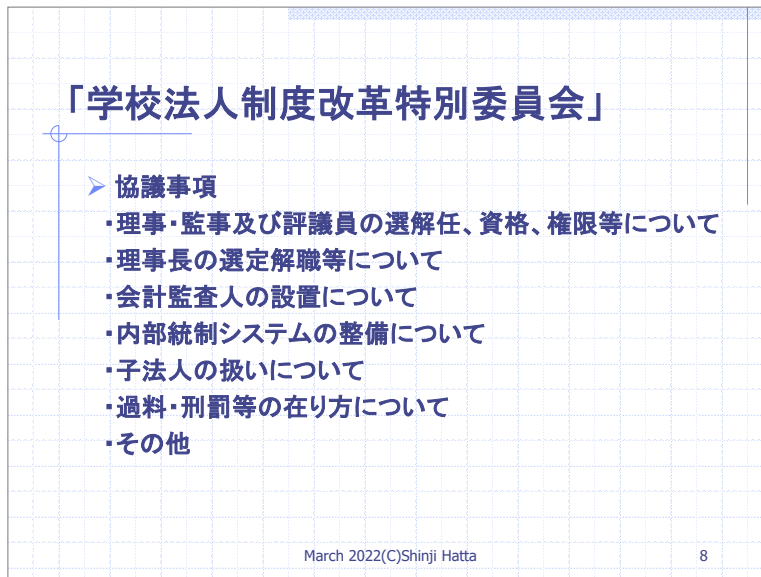 「学校法人制度改革特別委員会」
➢ 協議事項
・理事・監事及び評議員の選解任、資格、権限等について
・理事長の選定解職等について
・会計監査人の設置について
・内部統制システムの整備について
・子法人の扱いについて
・過料・刑罰等の在り方について
・その他
March 2022(C)Shinji Hatta 8